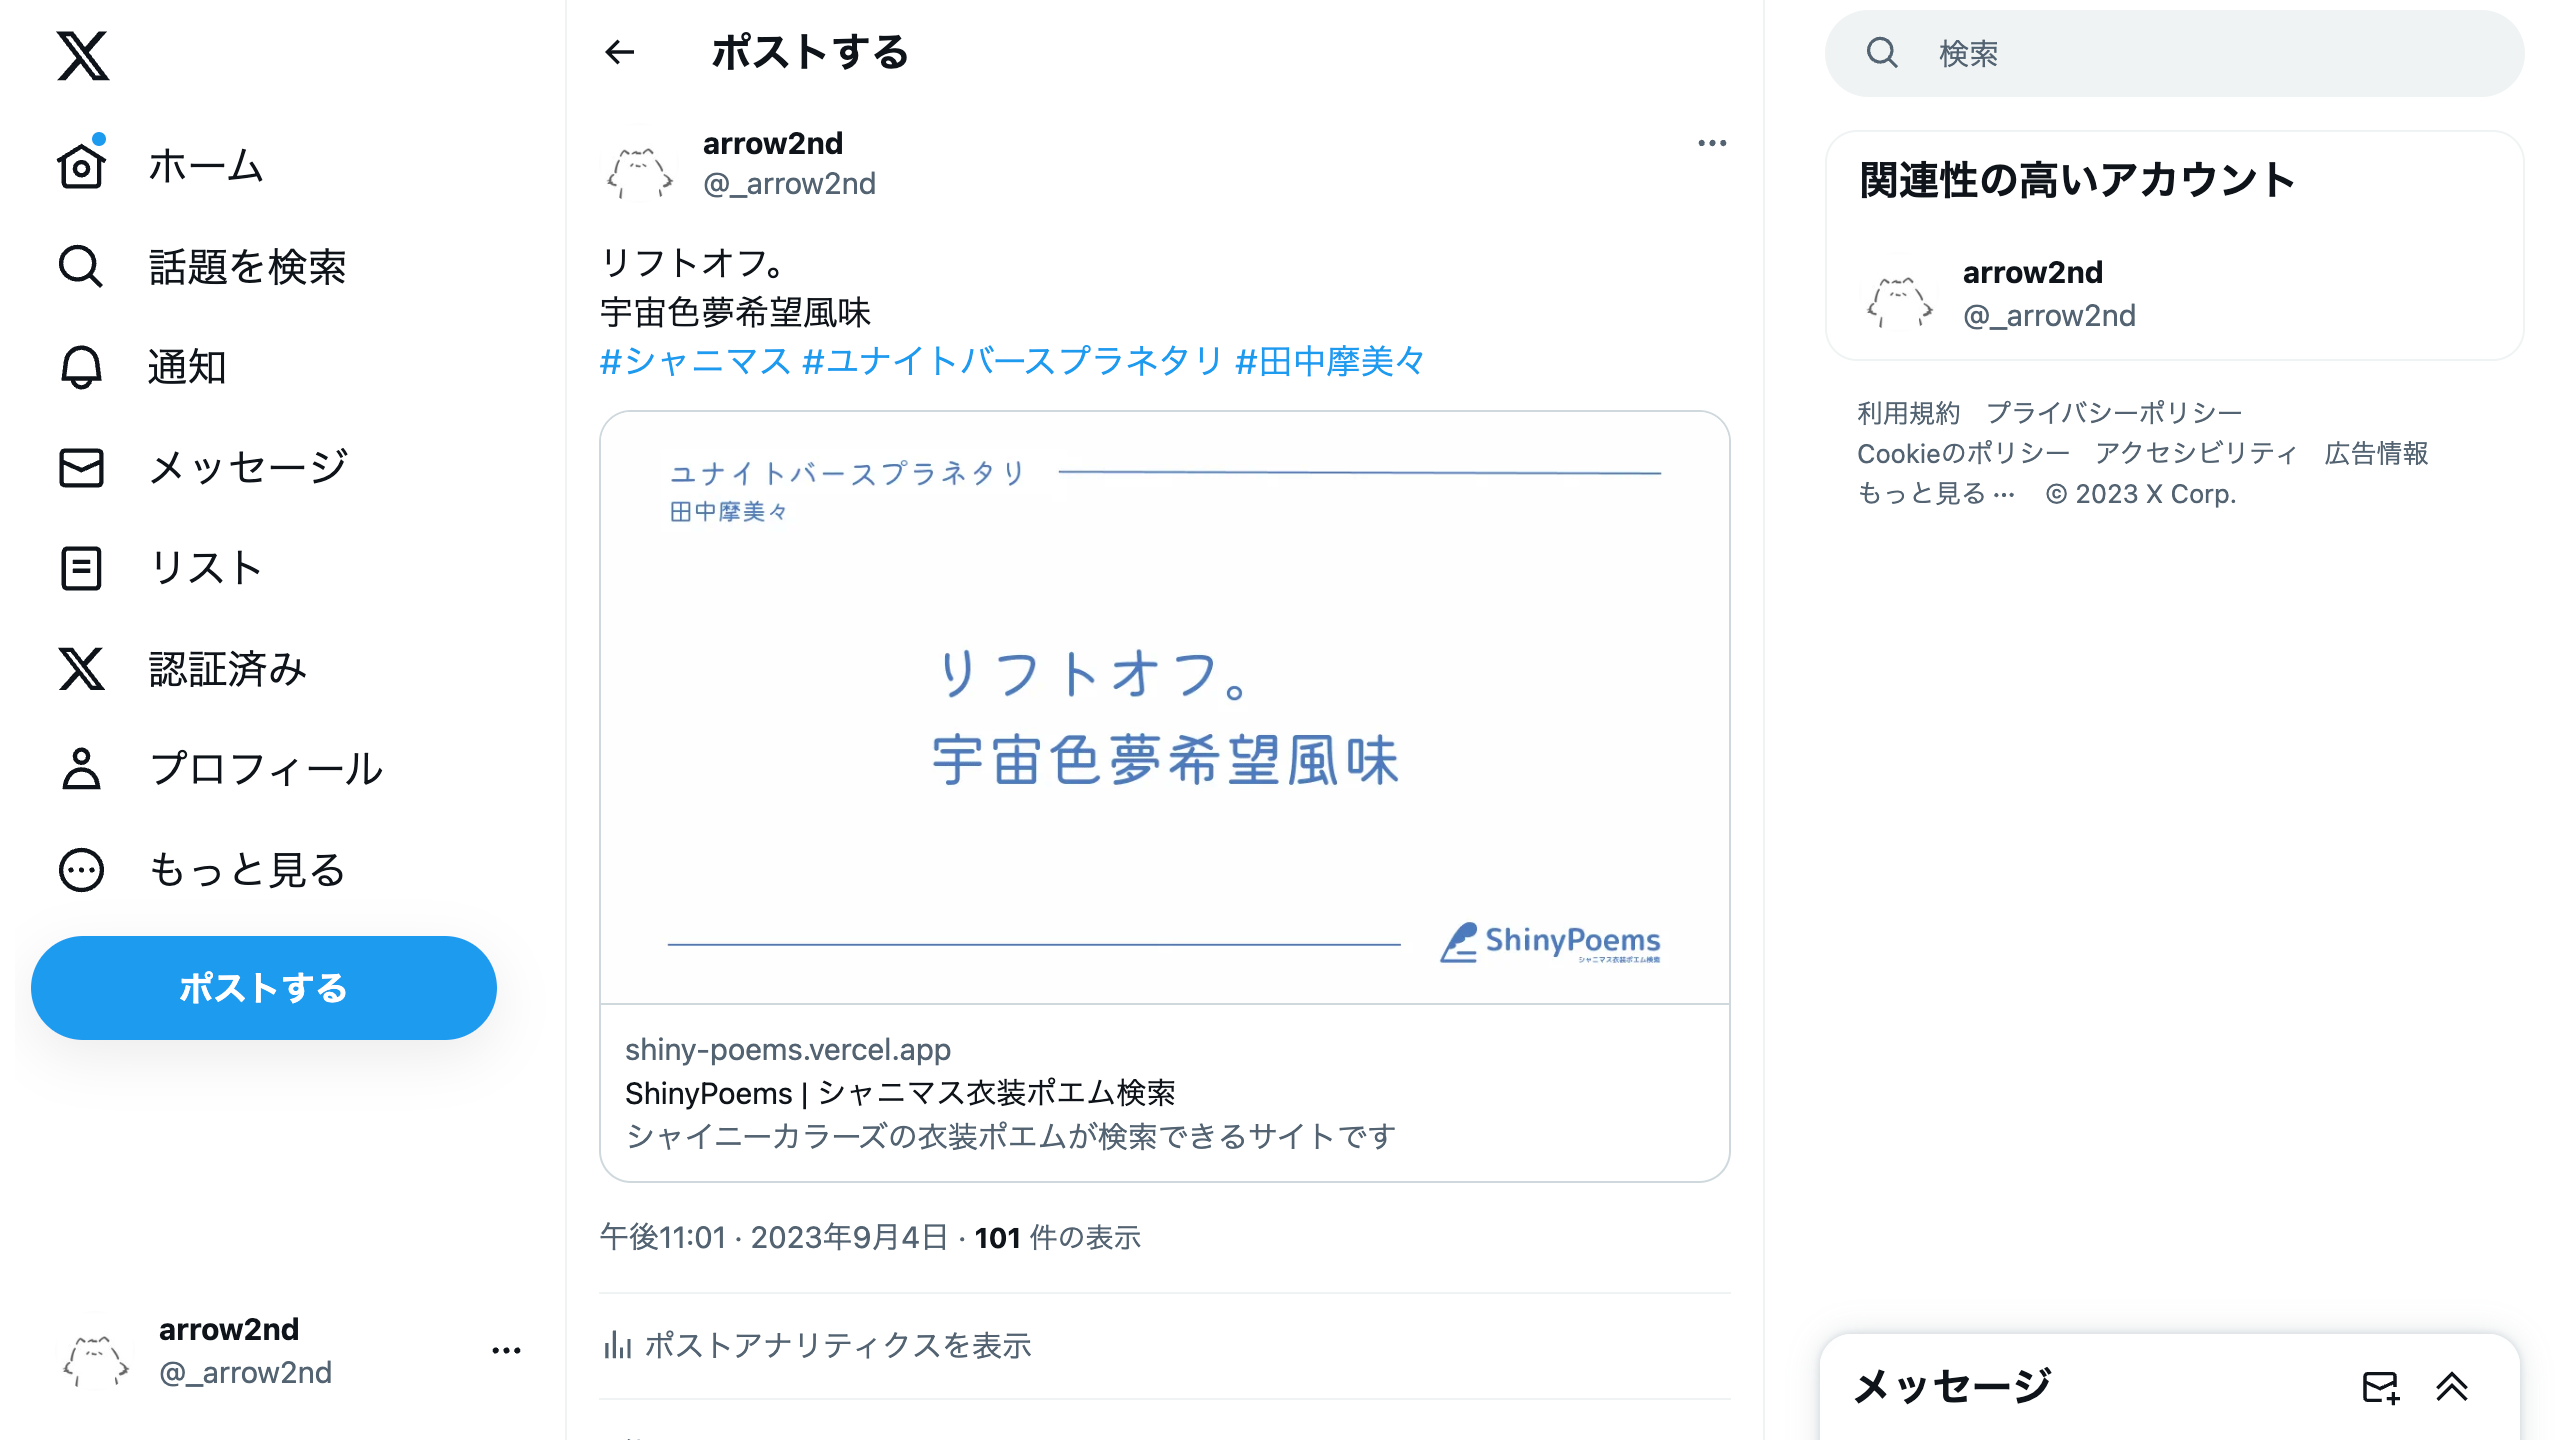 ホーム
話題を検索
通知
メッセージ
リスト
認証済み
プロフィール
もっと見る
ポストする
arrow2nd
@_arrow2nd
ポストする
arrow2nd
@_arrow2nd
リフトオフ。
宇宙色夢希望風味
#シャニマス #ユナイトバースプラネタリ #田中摩美々
ユナイトバースプラネタリ
田中摩美々
リフトオフ。
宇宙色夢希望風味
ShinyPoems
シャニマス衣装ポエム検索
shiny-poems.vercel.app
ShinyPoems | シャニマス衣装ポエム検索
シャイニーカラーズの衣装ポエムが検索できるサイトです
午後11:01 · 2023年9月4日 · 101 件の表示
ポストアナリティクスを表示
検索
関連性の高いアカウント
arrow2nd
@_arrow2nd
利用規約 プライバシーポリシー
Cookieのポリシー アクセシビリティ 広告情報
もっと見る ··· © 2023 X Corp.
メッセージ